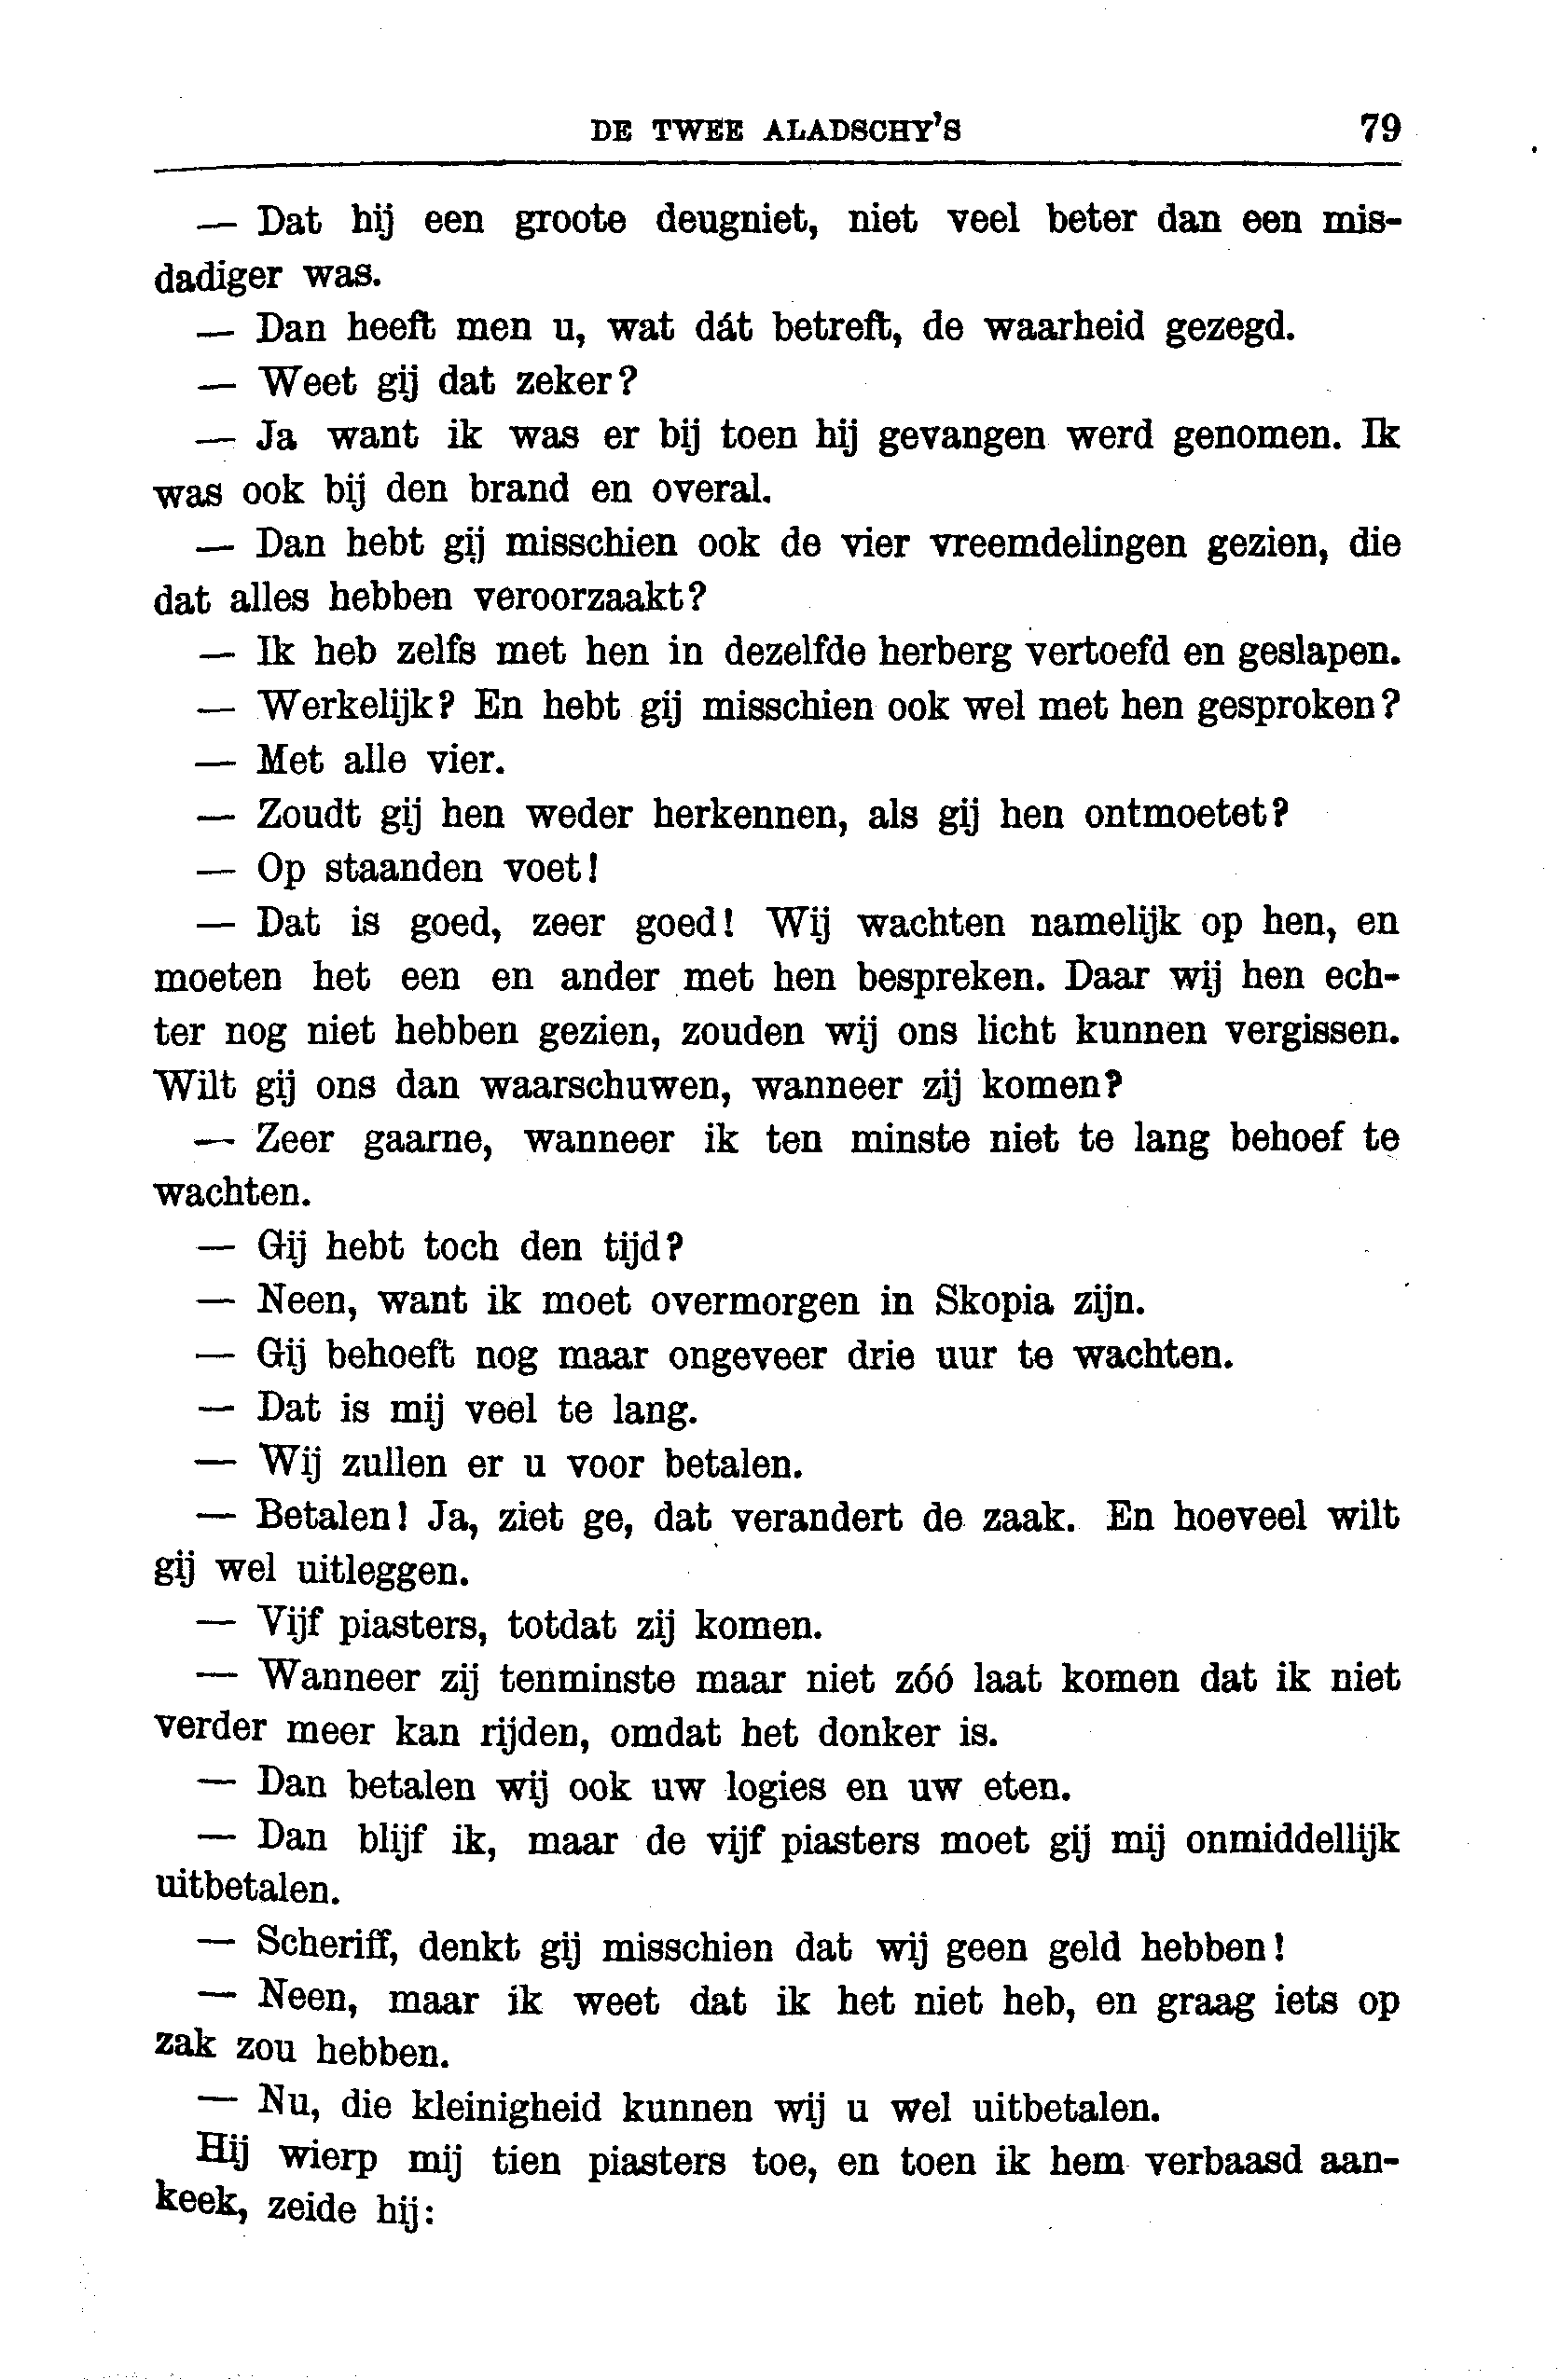 DE TWEE ALADSCHY'S 79
— Dat hij een groote deugniet, niet veel beter dan een mis-
dadiger was.
— Dan heeft men u, wat dát betreft, de waarheid gezegd.
— Weet gij dat zeker?
— Ja want ik was er bij toen hij gevangen werd genomen. Ik
was ook bij den brand en overal.
— Dan hebt gij misschien ook de vier vreemdelingen gezien, die
dat alles hebben veroorzaakt?
— Ik heb zelfs met hen in dezelfde herberg vertoefd en geslapen.
— Werkelijk? En hebt gij misschien ook wel met hen gesproken?
— Met alle vier.
— Zoudt gij hen weder herkennen, als gij hen ontmoetet?
— Op staanden voet!
— Dat is goed, zeer goed! Wij wachten namelijk op hen, en
moeten het een en ander met hen bespreken. Daar wij hen ech-
ter nog niet hebben gezien, zouden wij ons licht kunnen vergissen.
Wilt gij ons dan waarschuwen, wanneer zij komen?
— Zeer gaarne, wanneer ik ten minste niet te lang behoef te
wachten.
— Gij hebt toch den tijd?
— Neen, want ik moet overmorgen in Skopia zijn.
— Gij behoeft nog maar ongeveer drie uur te wachten.
— Dat is mij veel te lang.
— Wij zullen er u voor betalen.
— Betalen! Ja, ziet ge, dat verandert de zaak. En hoeveel wilt
gij wel uitleggen.
— Vijf piasters, totdat zij komen.
— Wanneer zij tenminste maar niet zóó laat komen dat ik niet
verder meer kan rijden, omdat het donker is.
— Dan betalen wij ook uw logies en uw eten.
— Dan blijf ik, maar de vijf piasters moet gij mij onmiddellijk
uitbetalen.
— Scheriff, denkt gij misschien dat wij geen geld hebben!
— Neen, maar ik weet dat ik het niet heb, en graag iets op
zak zou hebben.
— Nu, die kleinigheid kunnen wij u wel uitbetalen.
Hij wierp mij tien piasters toe, en toen ik hem verbaasd aan-
keek, zeide hij: